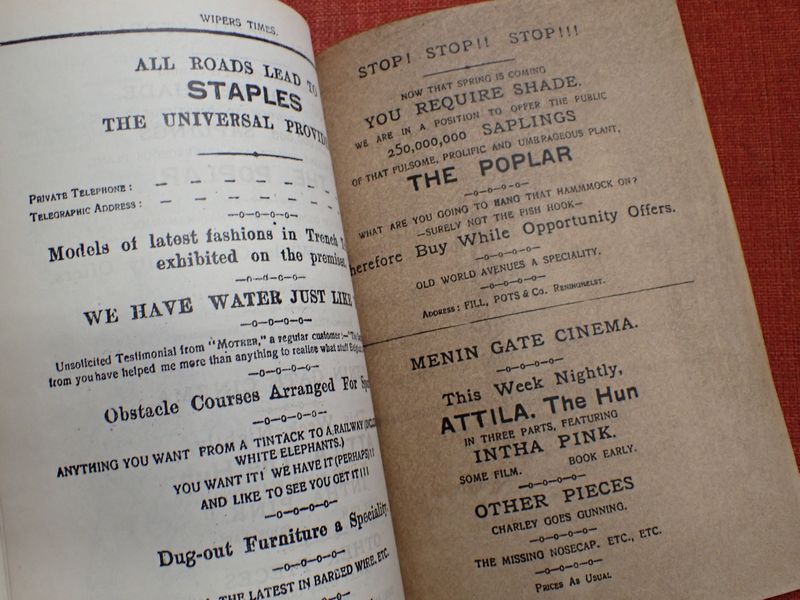 WIPERS TIMES.
ALL ROADS LEAD TO
STAPLES
THE UNIVERSAL
PRIVATE TELEPHONE : — — — — — — —
TELEGRAPHIC ADDRESS : — — — — — —
—o—o—o—o—
Models of latest fashions in Trench
exhibited on the premises.
—o—o—o—o—
WE HAVE WATER JUST LIKE
—o—o—o—o—
Unsolicited Testimonial from "MOTHER," a regular customer:—"The
from you have helped me more than anything to realise what stuff
—o—o—o—o—
Obstacle Courses Arranged For
—o—o—o—o—
ANYTHING YOU WANT FROM A TINTACK TO A RAILWAY
WHITE ELEPHANTS.)
YOU WANT IT! WE HAVE IT (PERHAPS)!!
AND LIKE TO SEE YOU GET IT!!!
—o—o—o—o—
Dug-out Furniture a Speciality
—o—o—o—o—
THE LATEST IN BARBED WIRE, ETC.
STOP! STOP!! STOP!!!
NOW THAT SPRING IS COMING
YOU REQUIRE SHADE.
WE ARE IN A POSITION TO OFFER THE PUBLIC
250,000,000 SAPLINGS
OF THAT FULSOME, PROLIFIC AND UMBRAGEOUS PLANT,
THE POPLAR
—o—o—o—o—
WHAT ARE YOU GOING TO HANG THAT HAMMMOCK ON?
—SURELY NOT THE FISH HOOK—
Buy While Opportunity Offers.
—o—o—o—o—
OLD WORLD AVENUES A SPECIALITY.
—o—o—o—o—
ADDRESS: FILL, POTS & CO. RENINGHELST.
MENIN GATE CINEMA.
—o—o—o—o—
This Week Nightly,
ATTILA. The Hun
IN THREE PARTS, FEATURING
INTHA PINK.
SOME FILM. BOOK EARLY.
—o—o—o—o—
OTHER PIECES
CHARLEY GOES GUNNING.
—o—o—o—o—
THE MISSING NOSECAP. ETC., ETC.
—o—o—o—o—
PRICES AS USUAL